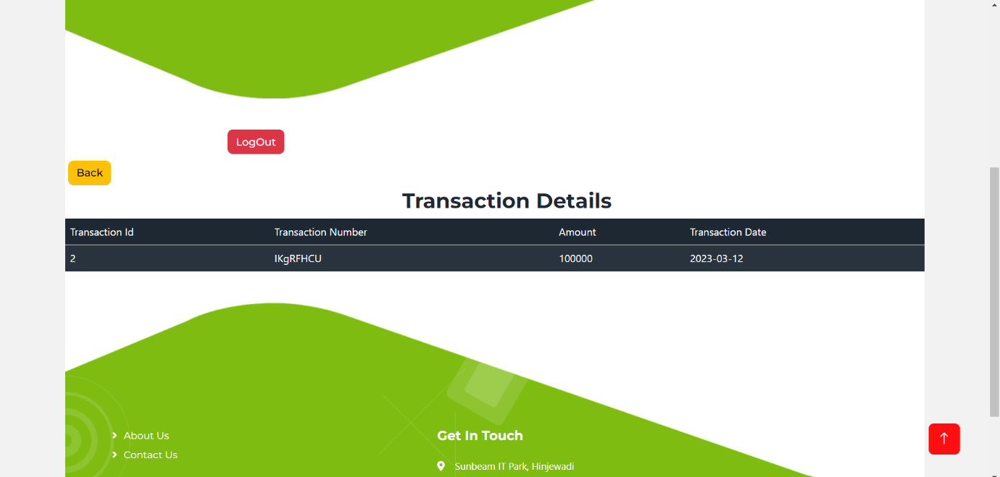 LogOut
Back
Transaction Details
Transaction Id Transaction Number Amount Transaction Date
2 IKgRFHCU 100000 2023-03-12
About Us
Contact Us
Get In Touch
Sunbeam IT Park, Hinjewadi